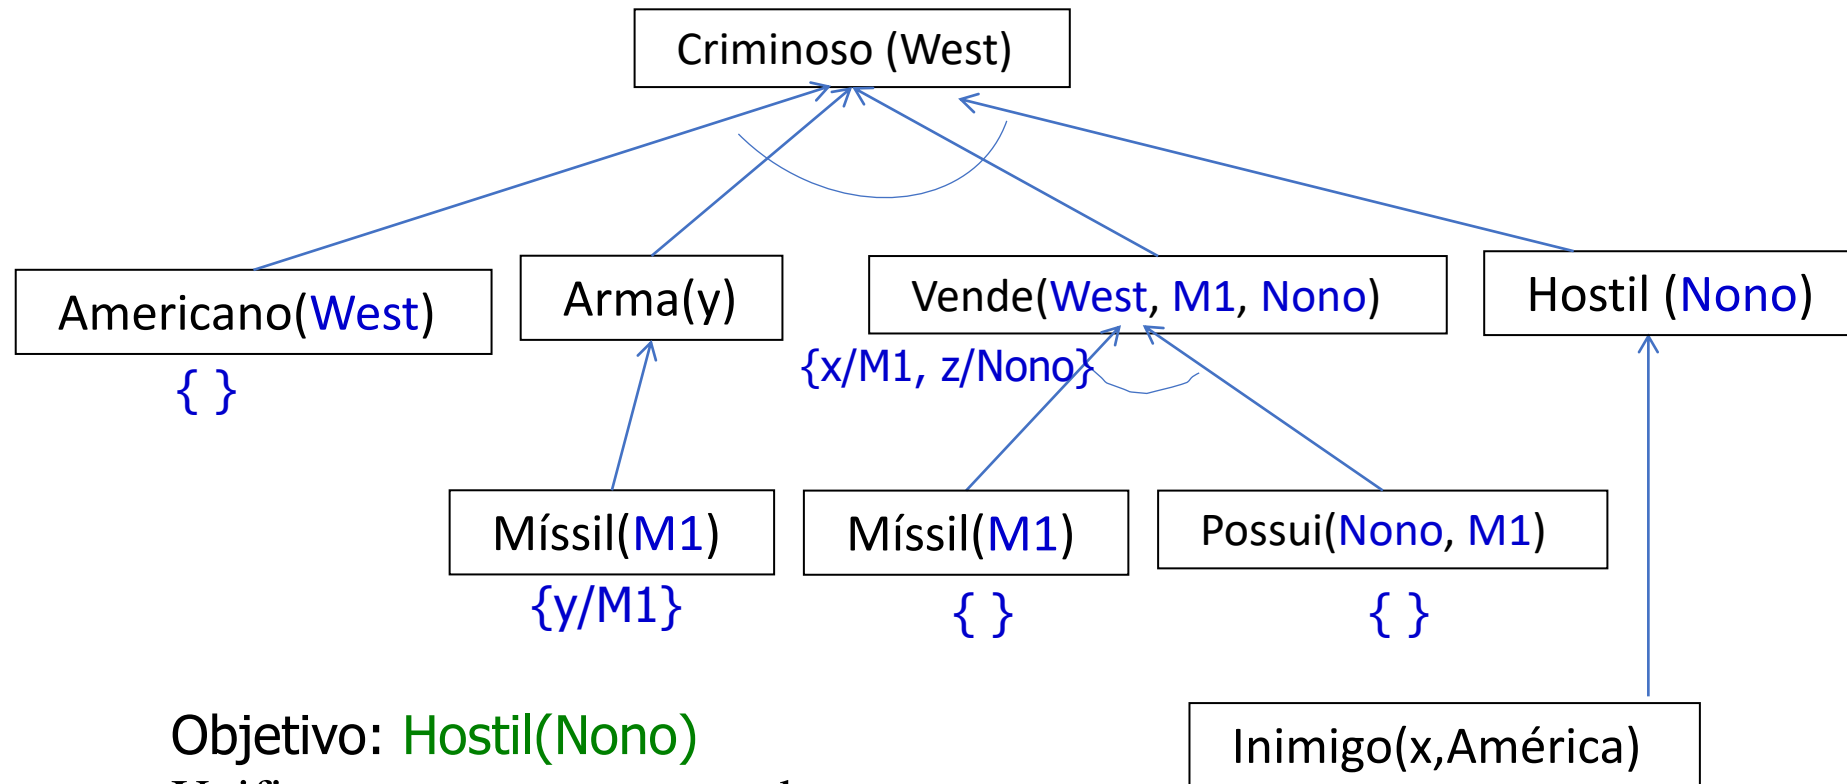 Criminoso (West)
Americano(West)
Arma(y)
Vende(West, M1, Nono)
Hostil (Nono)
{ }
{x/M1, z/Nono}
Míssil(M1)
Míssil(M1)
Possui(Nono, M1)
{y/M1}
{ }
{ }
Objetivo: Hostil(Nono)
Inimigo(x,América)